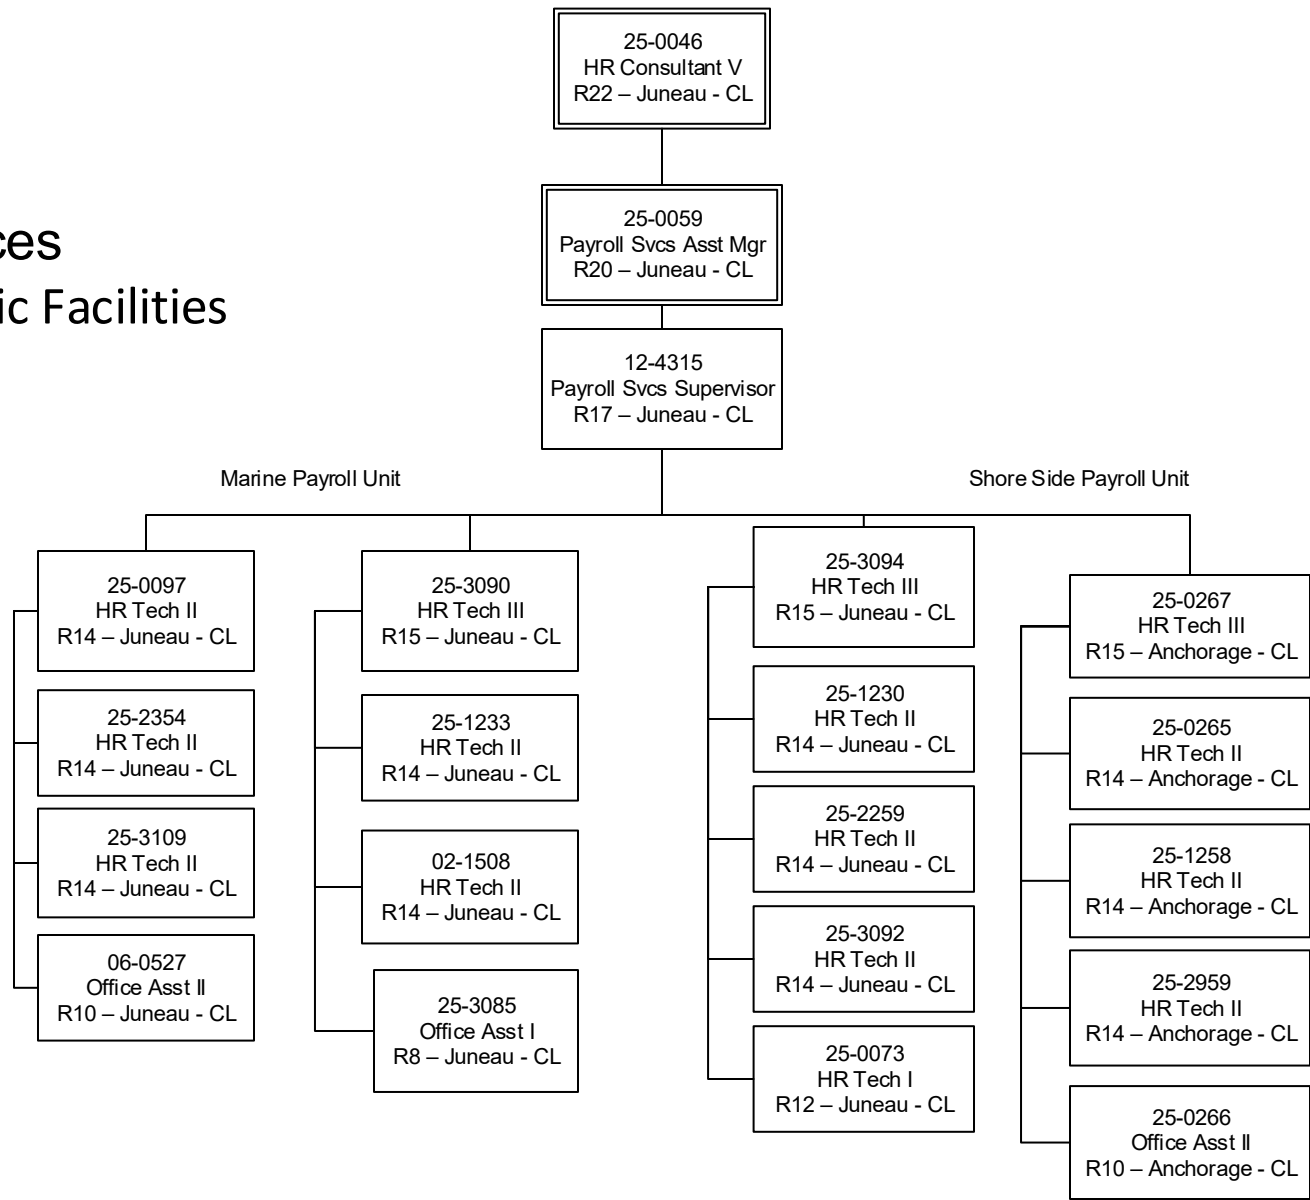 25-0046
HR Consultant V
R22 – Juneau - CL
ic Facilities
25-0059
Payroll Svcs Asst Mgr
R20 – Juneau - CL
12-4315
Payroll Svcs Supervisor
R17 – Juneau - CL
Marine Payroll Unit
Shore Side Payroll Unit
25-0097
HR Tech II
R14 – Juneau - CL
25-2354
HR Tech II
R14 – Juneau - CL
25-3109
HR Tech II
R14 – Juneau - CL
06-0527
Office Asst II
R10 – Juneau - CL
25-3090
HR Tech III
R15 – Juneau - CL
25-1233
HR Tech II
R14 – Juneau - CL
02-1508
HR Tech II
R14 – Juneau - CL
25-3085
Office Asst I
R8 – Juneau - CL
25-3094
HR Tech III
R15 – Juneau - CL
25-1230
HR Tech II
R14 – Juneau - CL
25-2259
HR Tech II
R14 – Juneau - CL
25-3092
HR Tech II
R14 – Juneau - CL
25-0073
HR Tech I
R12 – Juneau - CL
25-0267
HR Tech III
R15 – Anchorage - CL
25-0265
HR Tech II
R14 – Anchorage - CL
25-1258
HR Tech II
R14 – Anchorage - CL
25-2959
HR Tech II
R14 – Anchorage - CL
25-0266
Office Asst II
R10 – Anchorage - CL